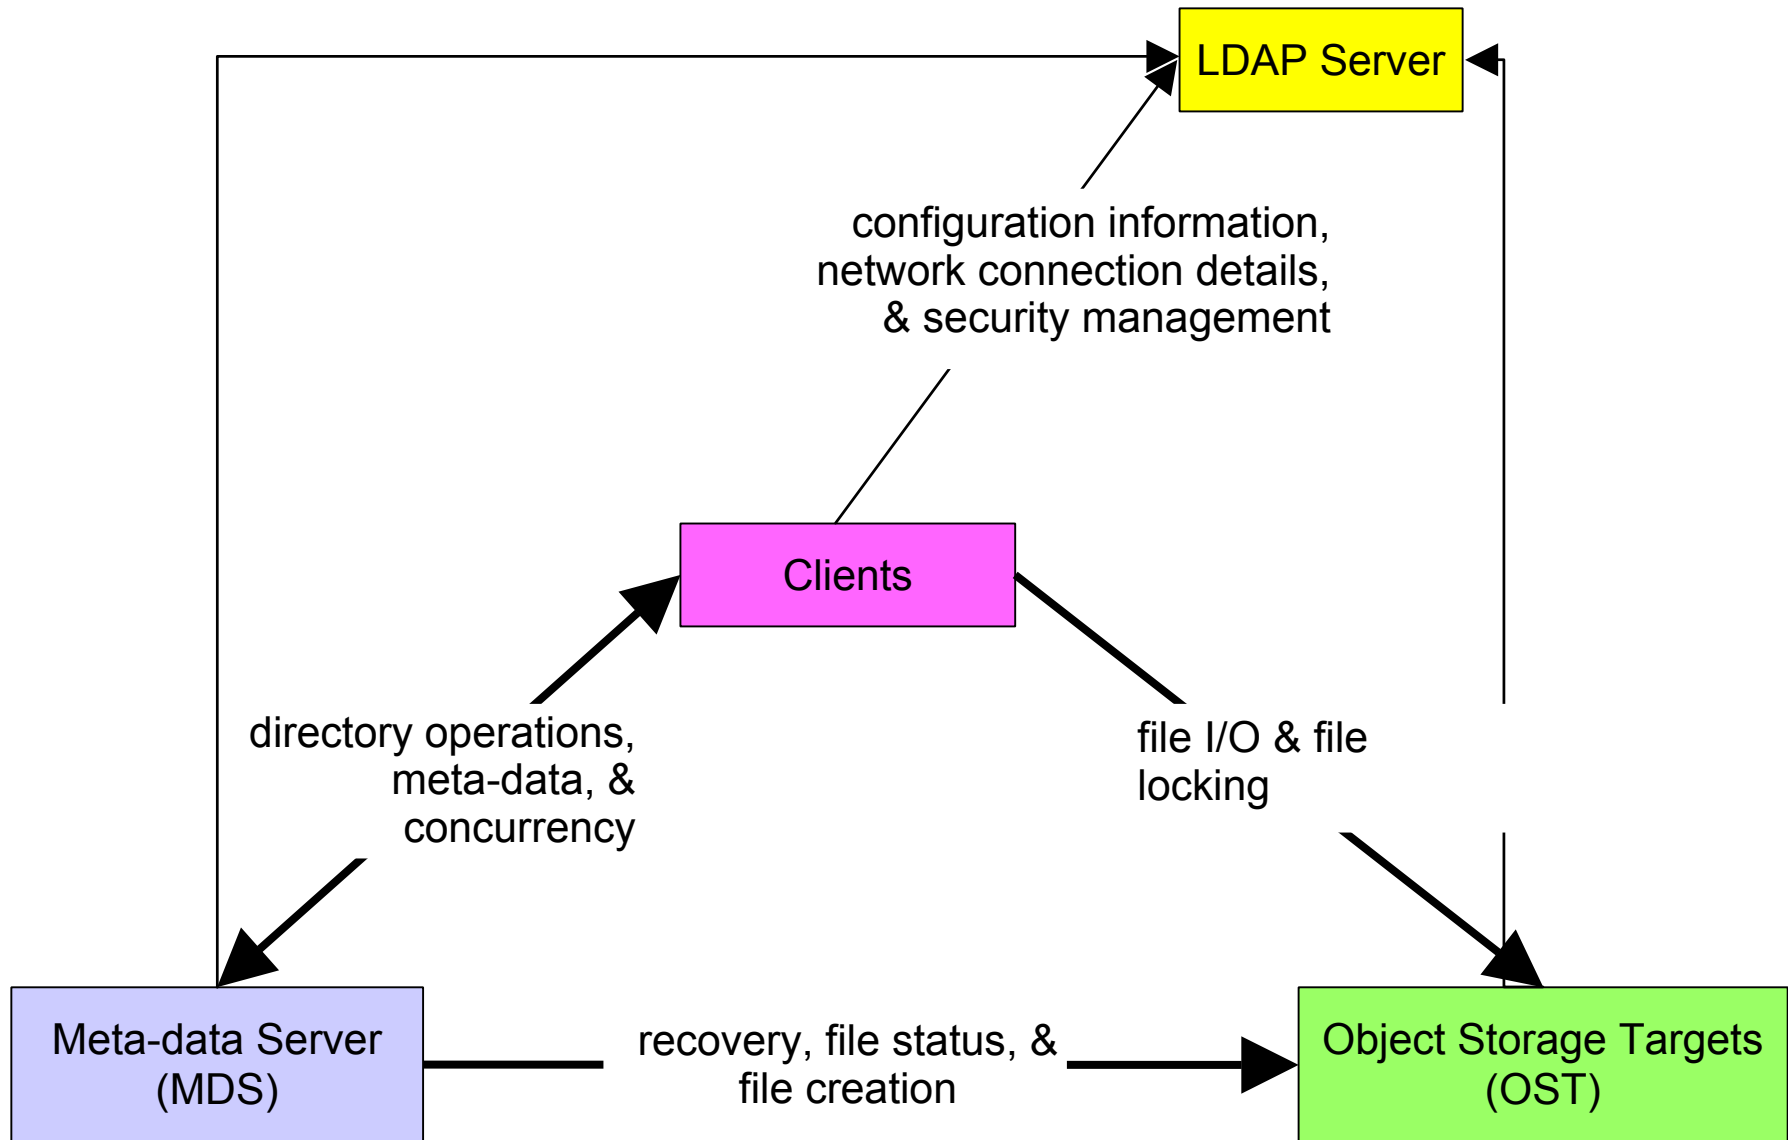 LDAP Server
configuration information,
network connection details,
& security management
Clients
directory operations,
meta-data, &
concurrency
file I/O & file
locking
Meta-data Server
(MDS)
recovery, file status, &
file creation
Object Storage Targets
(OST)